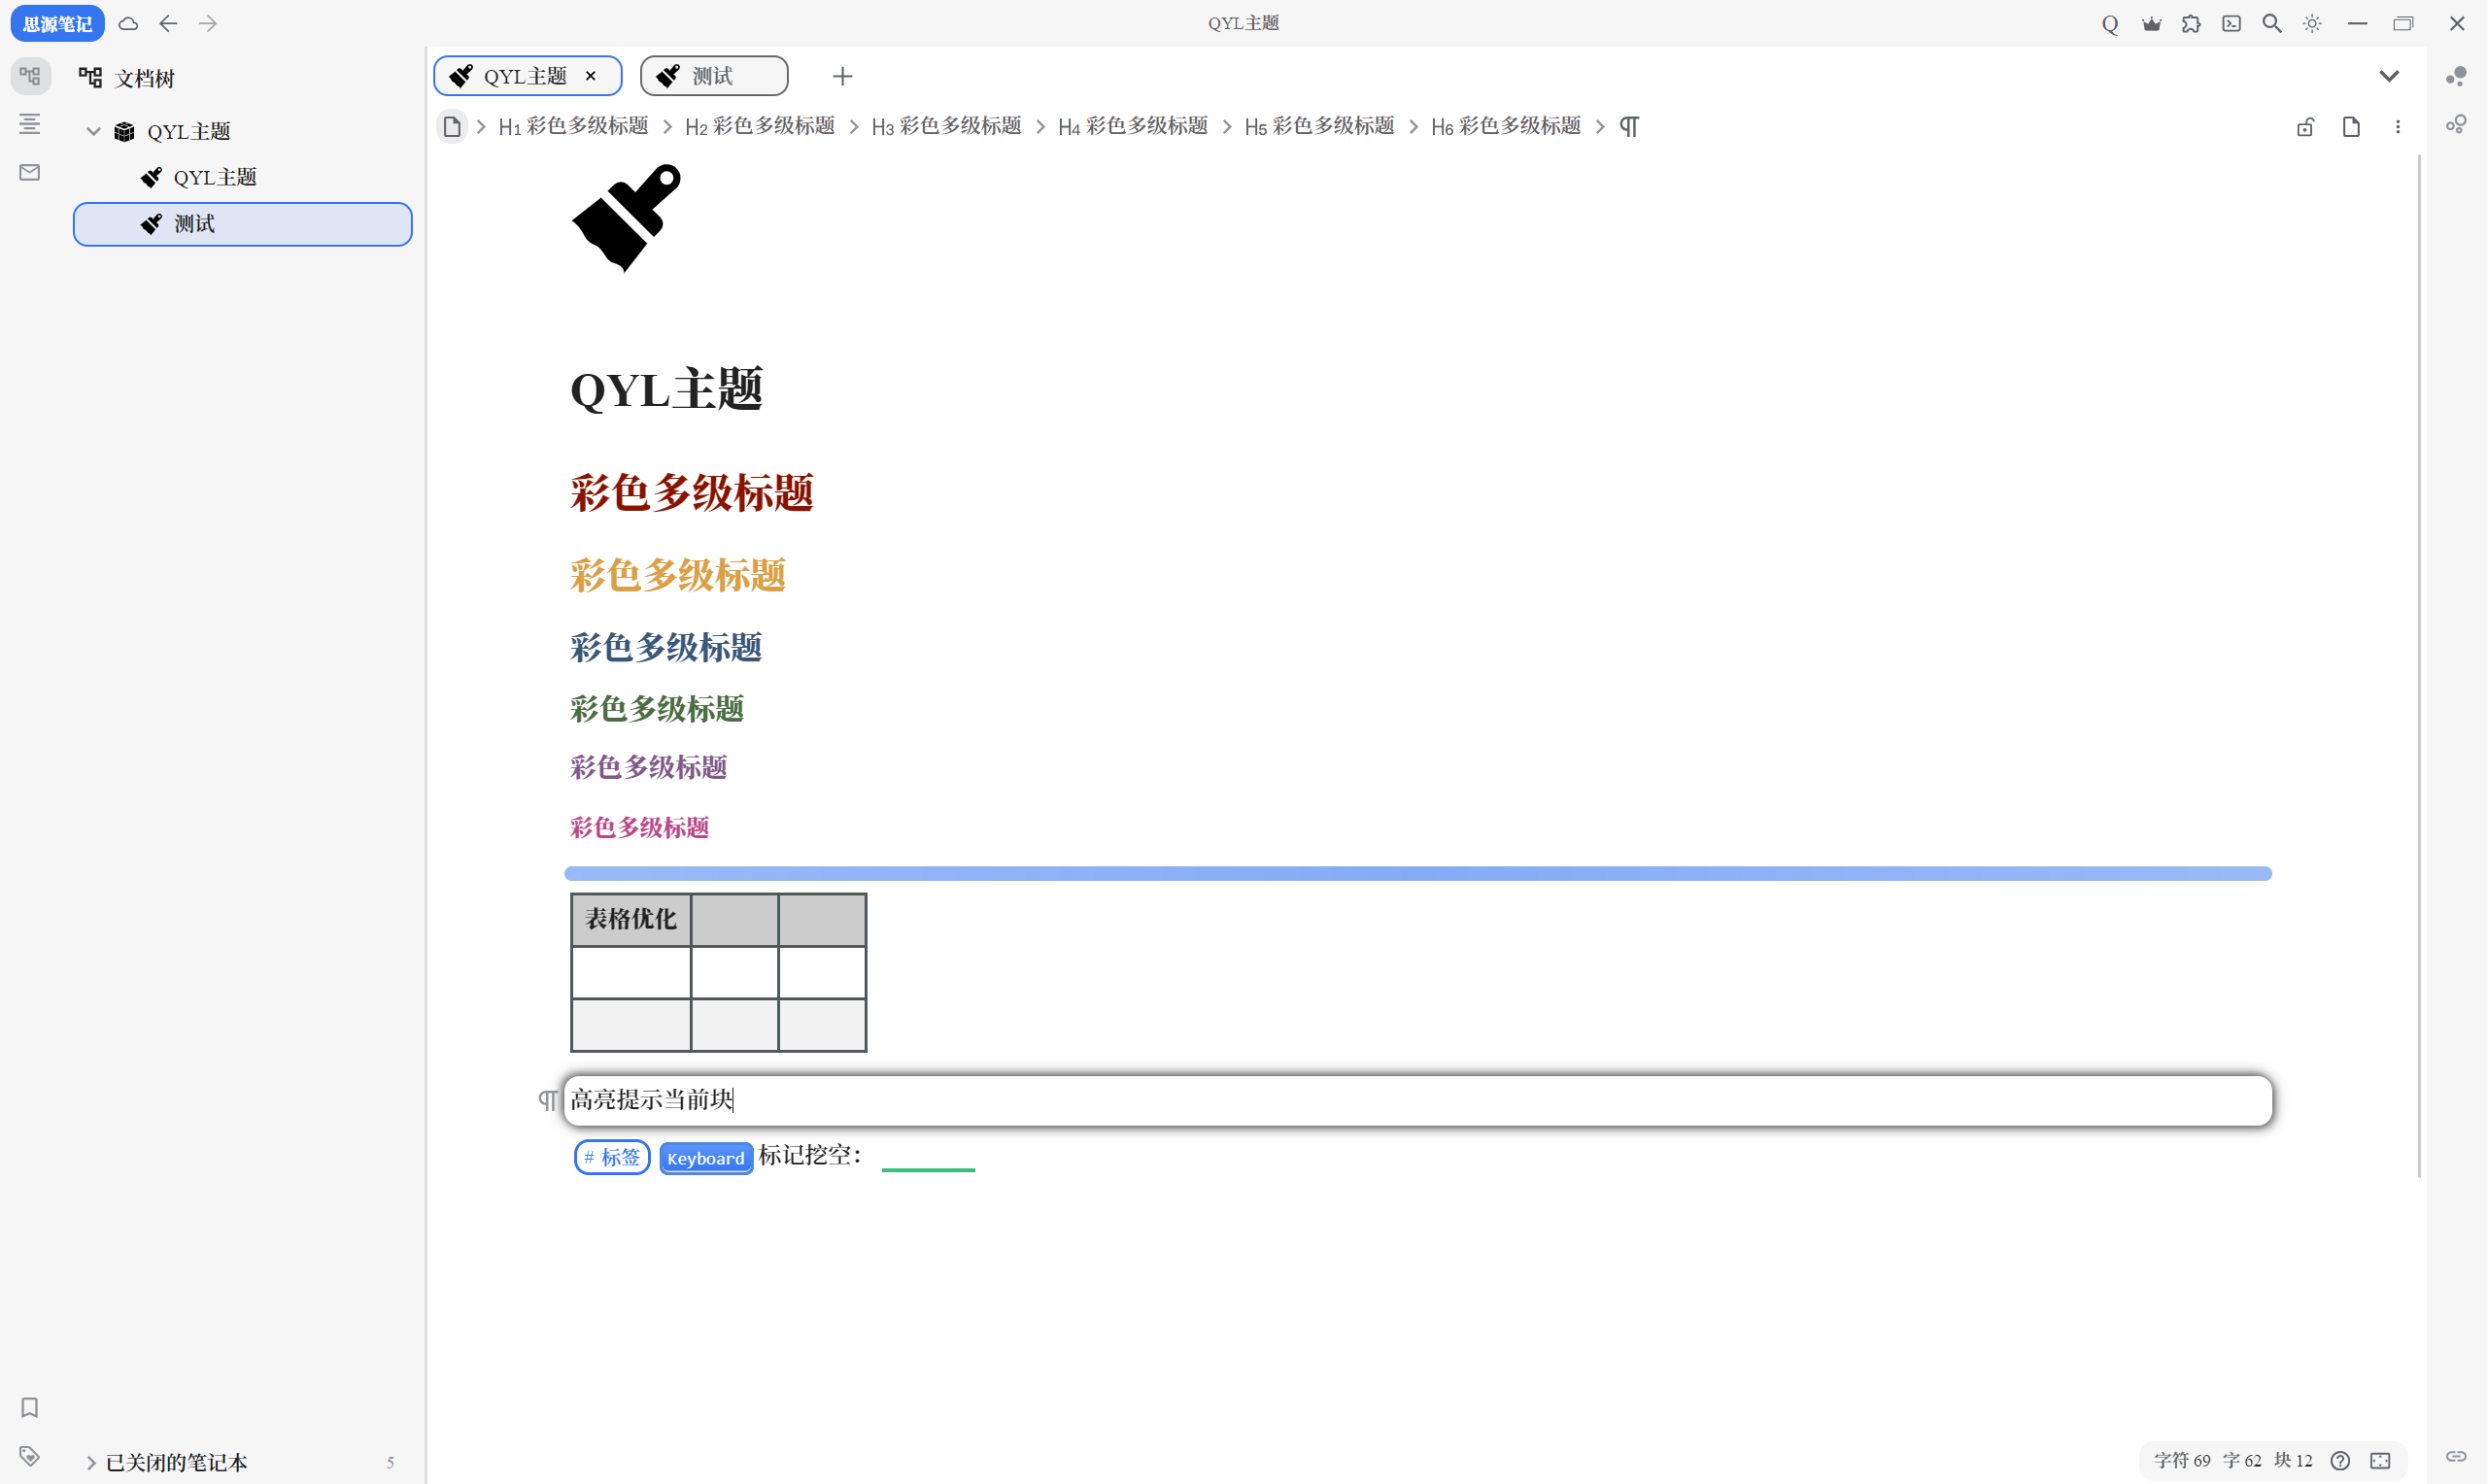 思源笔记
QYL主题
Q
文档树
QYL主题
QYL主题
测试
已关闭的笔记本 5
QYL主题 测试
H1 彩色多级标题 H2 彩色多级标题 H3 彩色多级标题 H4 彩色多级标题 H5 彩色多级标题 H6 彩色多级标题
QYL主题
彩色多级标题
彩色多级标题
彩色多级标题
彩色多级标题
彩色多级标题
彩色多级标题
表格优化
高亮提示当前块
# 标签 Keyboard 标记挖空：
字符 69 字 62 块 12